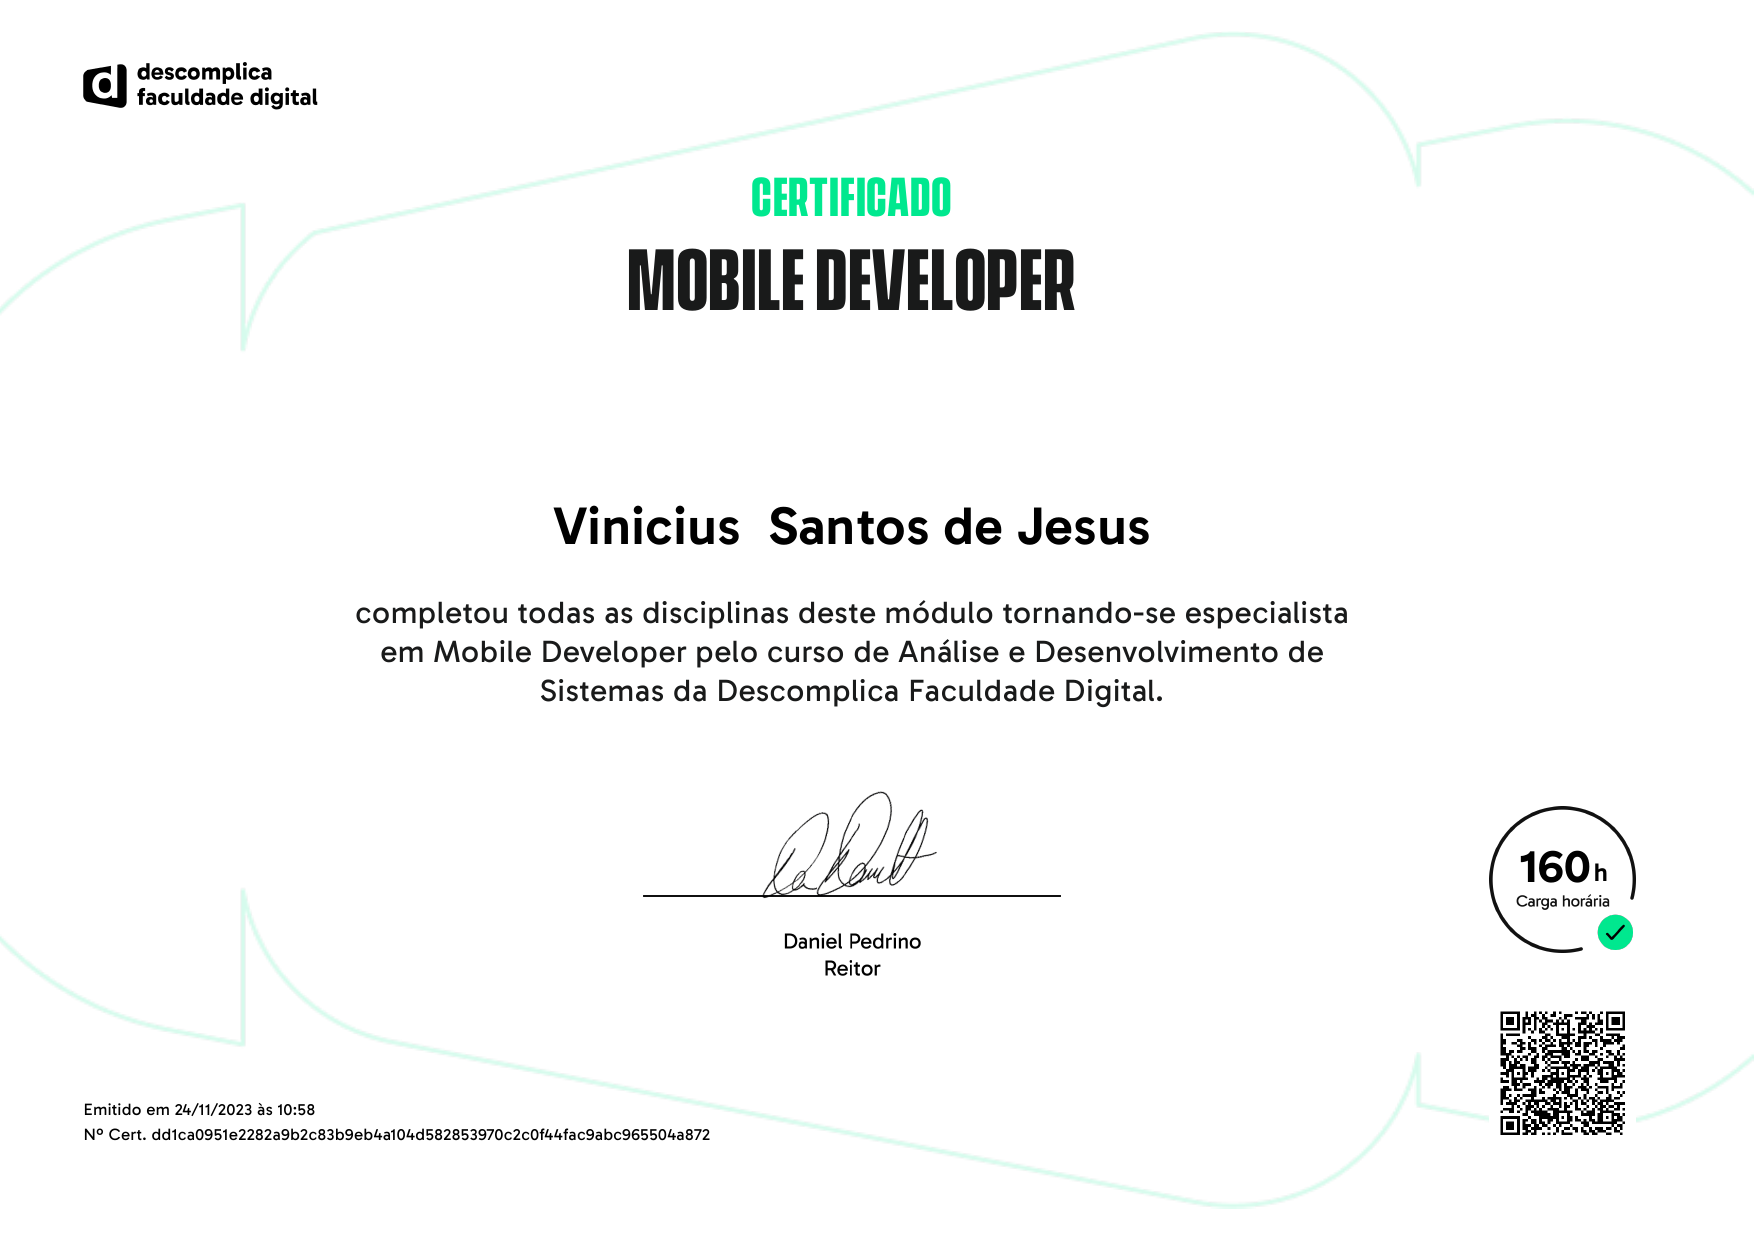 descomplica
faculdade digital
CERTIFICADO
MOBILE DEVELOPER
Vinicius  Santos de Jesus
completou todas as disciplinas deste módulo tornando-se especialista
em Mobile Developer pelo curso de Análise e Desenvolvimento de
Sistemas da Descomplica Faculdade Digital.
160 h
Carga horária
Daniel Pedrino
Reitor
Emitido em 24/11/2023 às 10:58
Nº Cert. dd1ca0951e2282a9b2c83b9eb4a104d582853970c2c0f44fac9abc965504a872